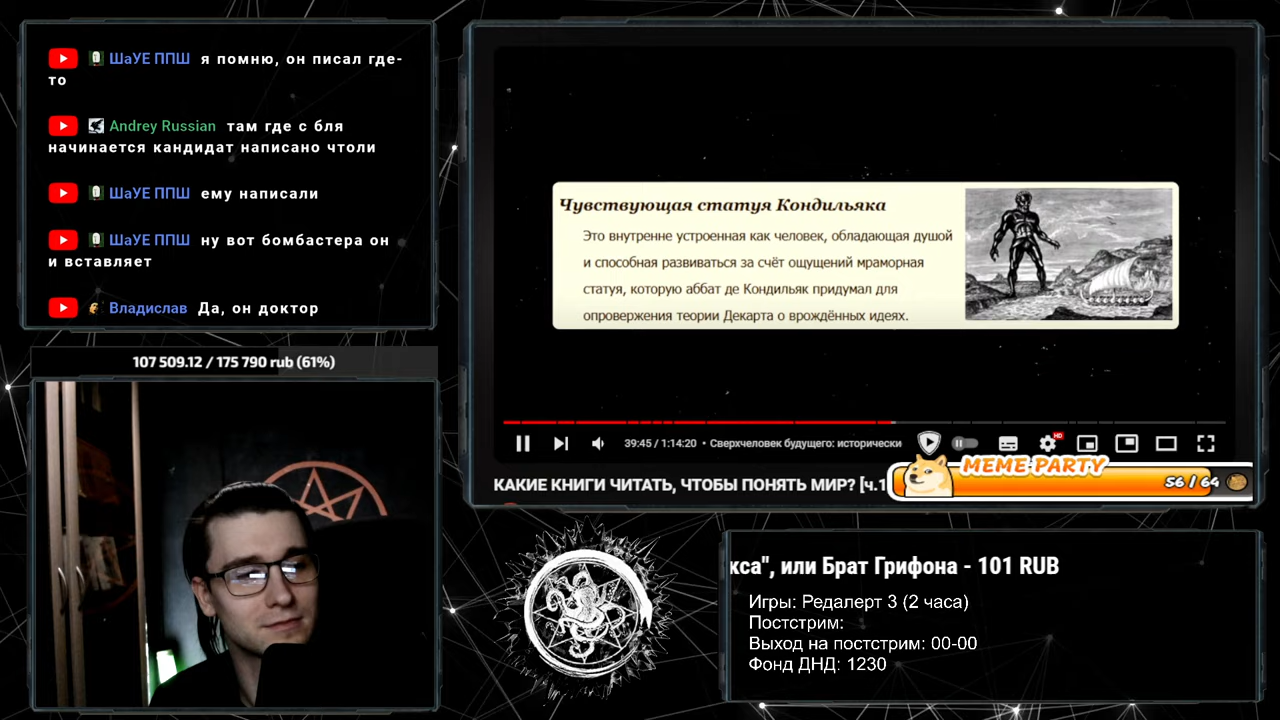 ШаУЕ ППШ я помню, он писал где-
то
Andrey Russian там где с бля
начинается кандидат написано чтоли
ШаУЕ ППШ ему написали
ШаУЕ ППШ ну вот бомбастера он
и вставляет
Владислав Да, он доктор
107 509.12 / 175 790 rub (61%)
Чувствующая статуя Кондильяка
Это внутренне устроенная как человек, обладающая душой
и способная развиваться за счёт ощущений мраморная
статуя, которую аббат де Кондильяк придумал для
опровержения теории Декарта о врождённых идеях.
39:45 / 1:14:20 • Сверхчеловек будущего: исторически
HD
MEME PARTY
56 / 64
КАКИЕ КНИГИ ЧИТАТЬ, ЧТОБЫ ПОНЯТЬ МИР? [ч.1
кса", или Брат Грифона - 101 RUB
Игры: Редалерт 3 (2 часа)
Постстрим:
Выход на постстрим: 00-00
Фонд ДНД: 1230